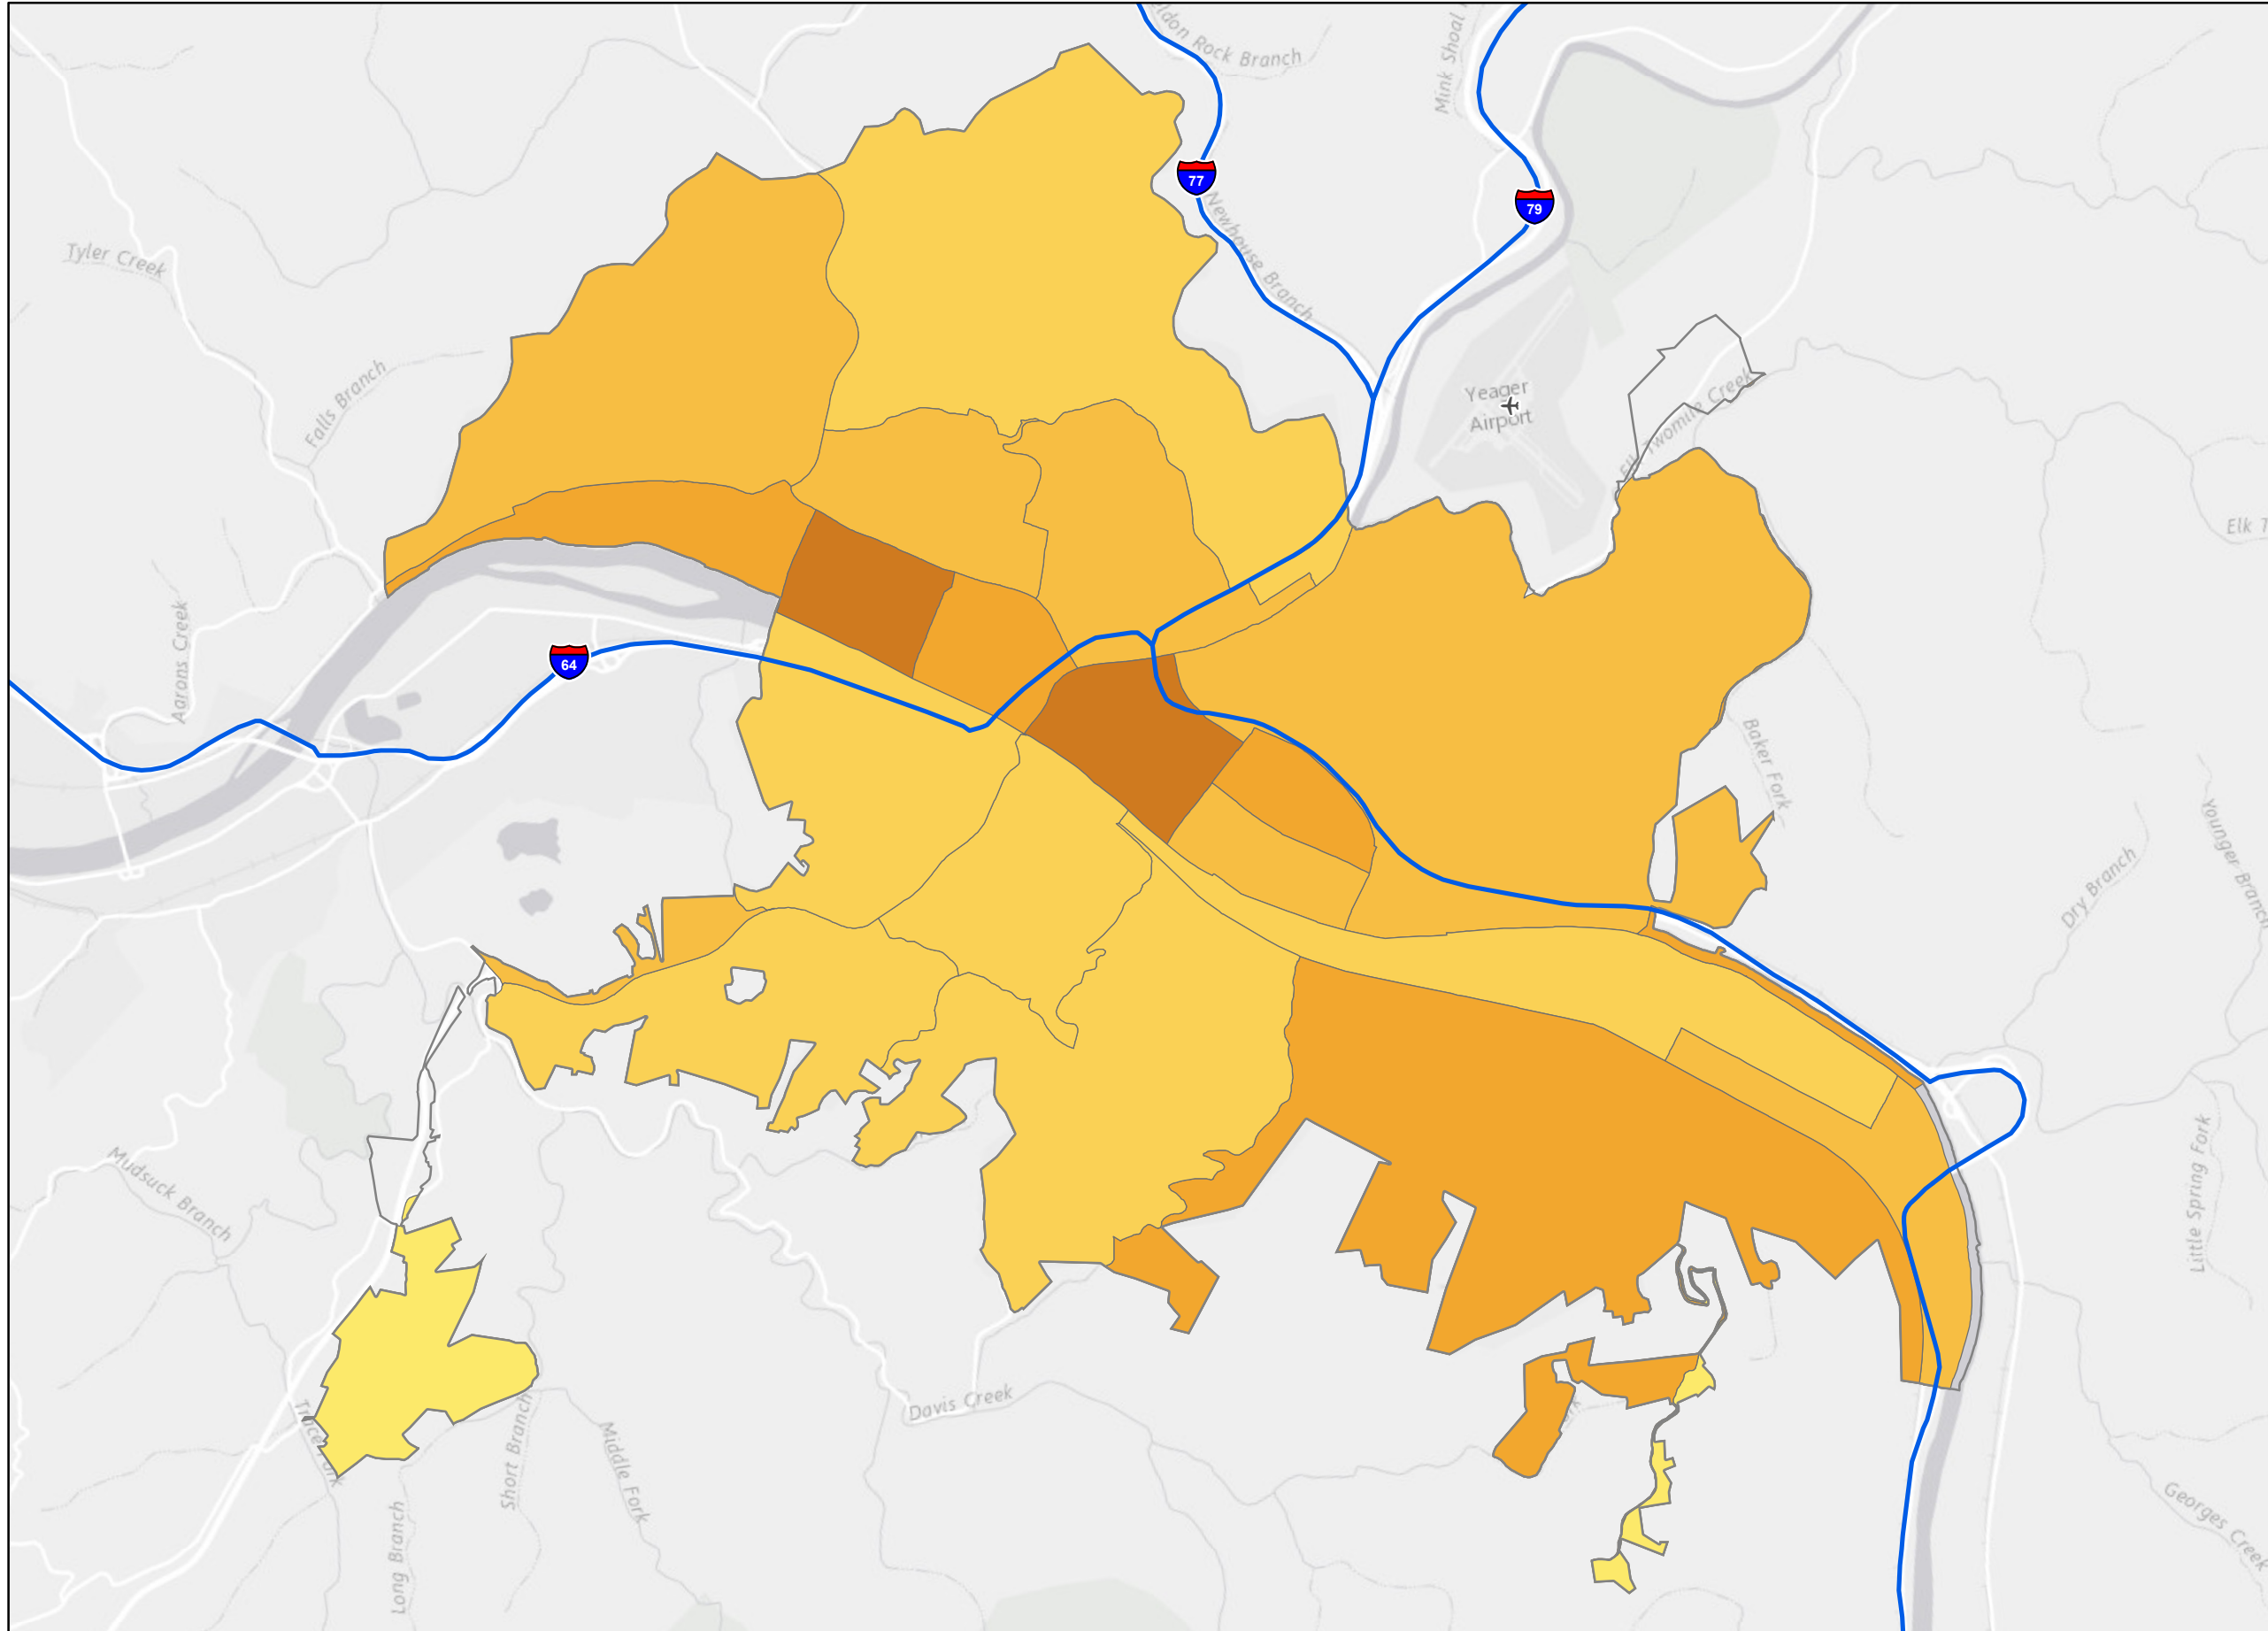 Rock Branch
Mink Shoal
77
79
Newhouse Branch
Tyler Creek
Falls Branch
Yeager
Airport
Elk Twomile Creek
Aarons Creek
64
Baker Fork
Younger Branch
Dry Branch
Mudsuck Branch
Little Spring Fork
Davis Creek
Short Branch
Middle Fork
Long Branch
Georges Creek